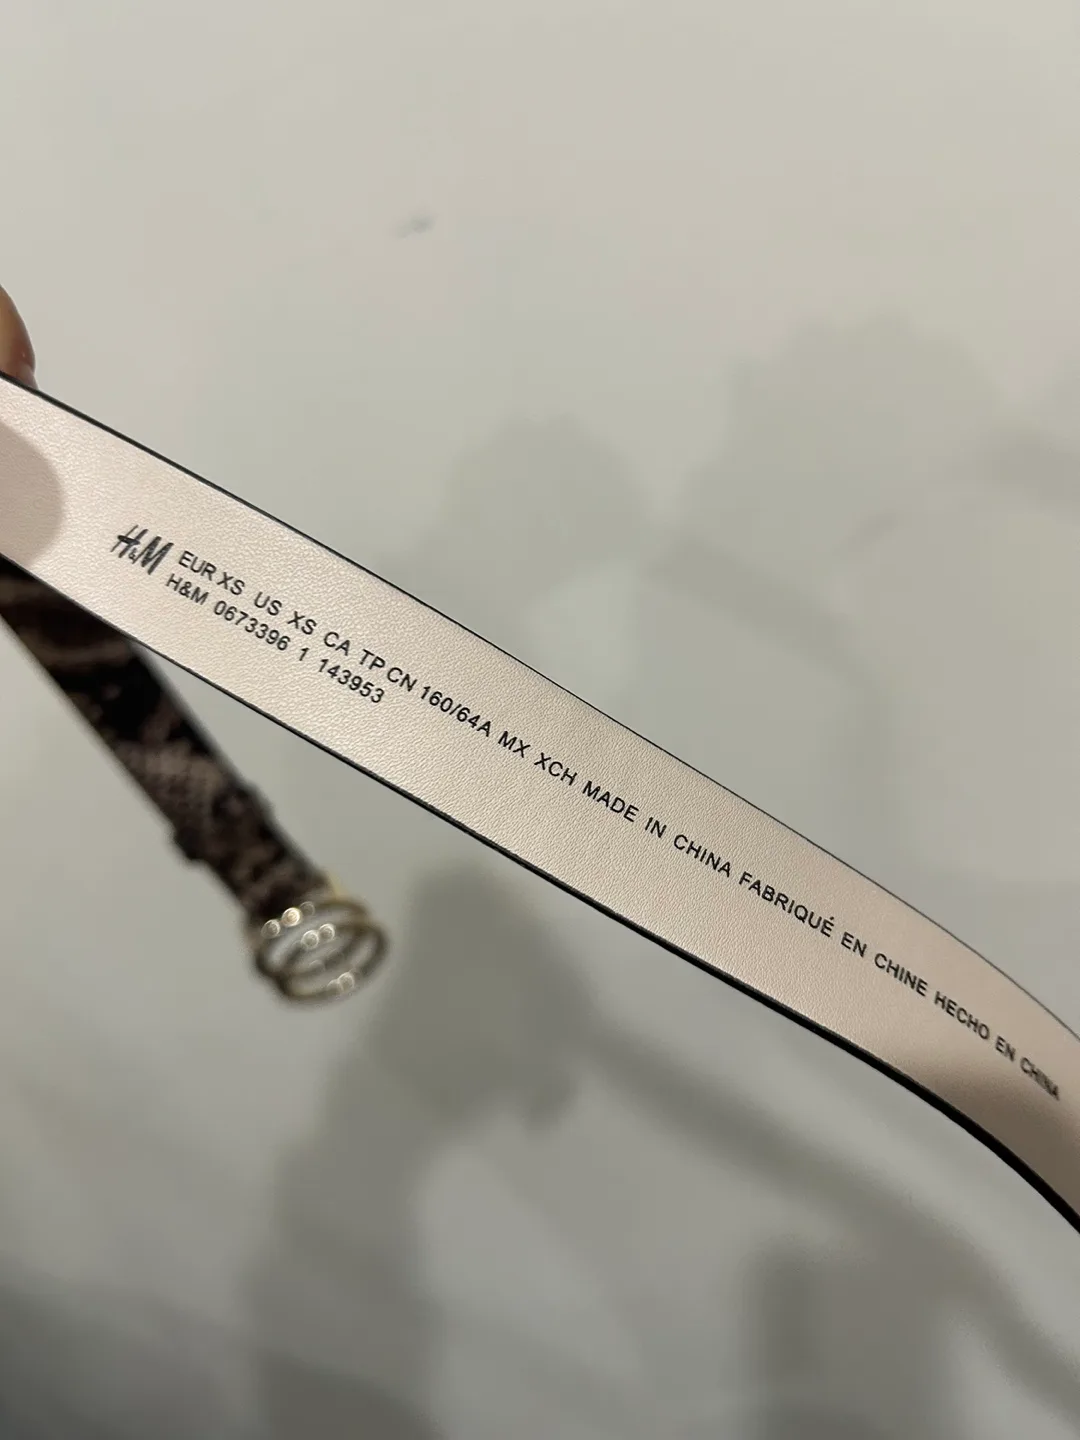 H&M EUR XS US XS CA TP CN 160/64A MX XCH MADE IN CHINA FABRIQUÉ EN CHINE HECHO EN CHINA
H&M 0673396 1 143953